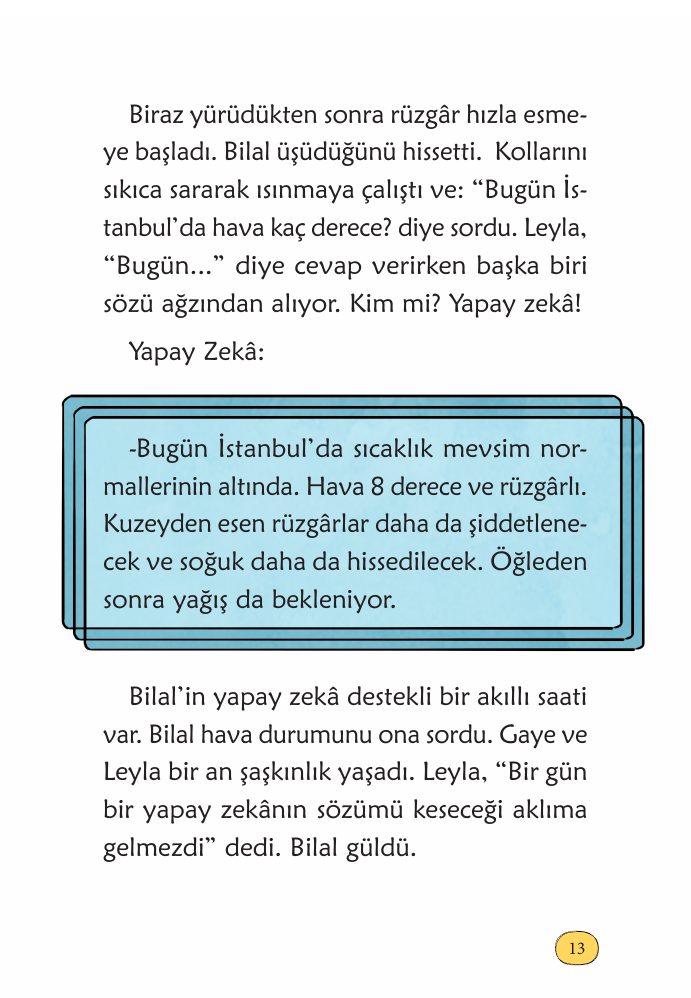 Biraz yürüdükten sonra rüzgâr hızla esme-
ye başladı. Bilal üşüdüğünü hissetti. Kollarını
sıkıca sararak ısınmaya çalıştı ve: “Bugün İs-
tanbul’da hava kaç derece? diye sordu. Leyla,
“Bugün...” diye cevap verirken başka biri
sözü ağzından alıyor. Kim mi? Yapay zekâ!
Yapay Zekâ:
-Bugün İstanbul’da sıcaklık mevsim nor-
mallerinin altında. Hava 8 derece ve rüzgârlı.
Kuzeyden esen rüzgârlar daha da şiddetlene-
cek ve soğuk daha da hissedilecek. Öğleden
sonra yağış da bekleniyor.
Bilal’in yapay zekâ destekli bir akıllı saati
var. Bilal hava durumunu ona sordu. Gaye ve
Leyla bir an şaşkınlık yaşadı. Leyla, “Bir gün
bir yapay zekânın sözümü keseceği aklıma
gelmezdi” dedi. Bilal güldü.
13